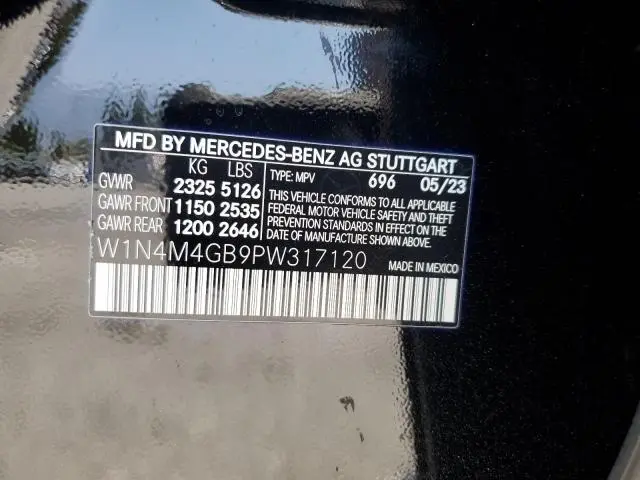 MFD BY MERCEDES-BENZ AG STUTTGART
KG LBS
GVWR 2325 5126
GAWR FRONT 1150 2535
GAWR REAR 1200 2646
TYPE: MPV 696 05/23
THIS VEHICLE CONFORMS TO ALL APPLICABLE
FEDERAL MOTOR VEHICLE SAFETY AND THEFT
PREVENTION STANDARDS IN EFFECT ON THE
DATE OF MANUFACTURE SHOWN ABOVE.
W1N4M4GB9PW317120
MADE IN MEXICO